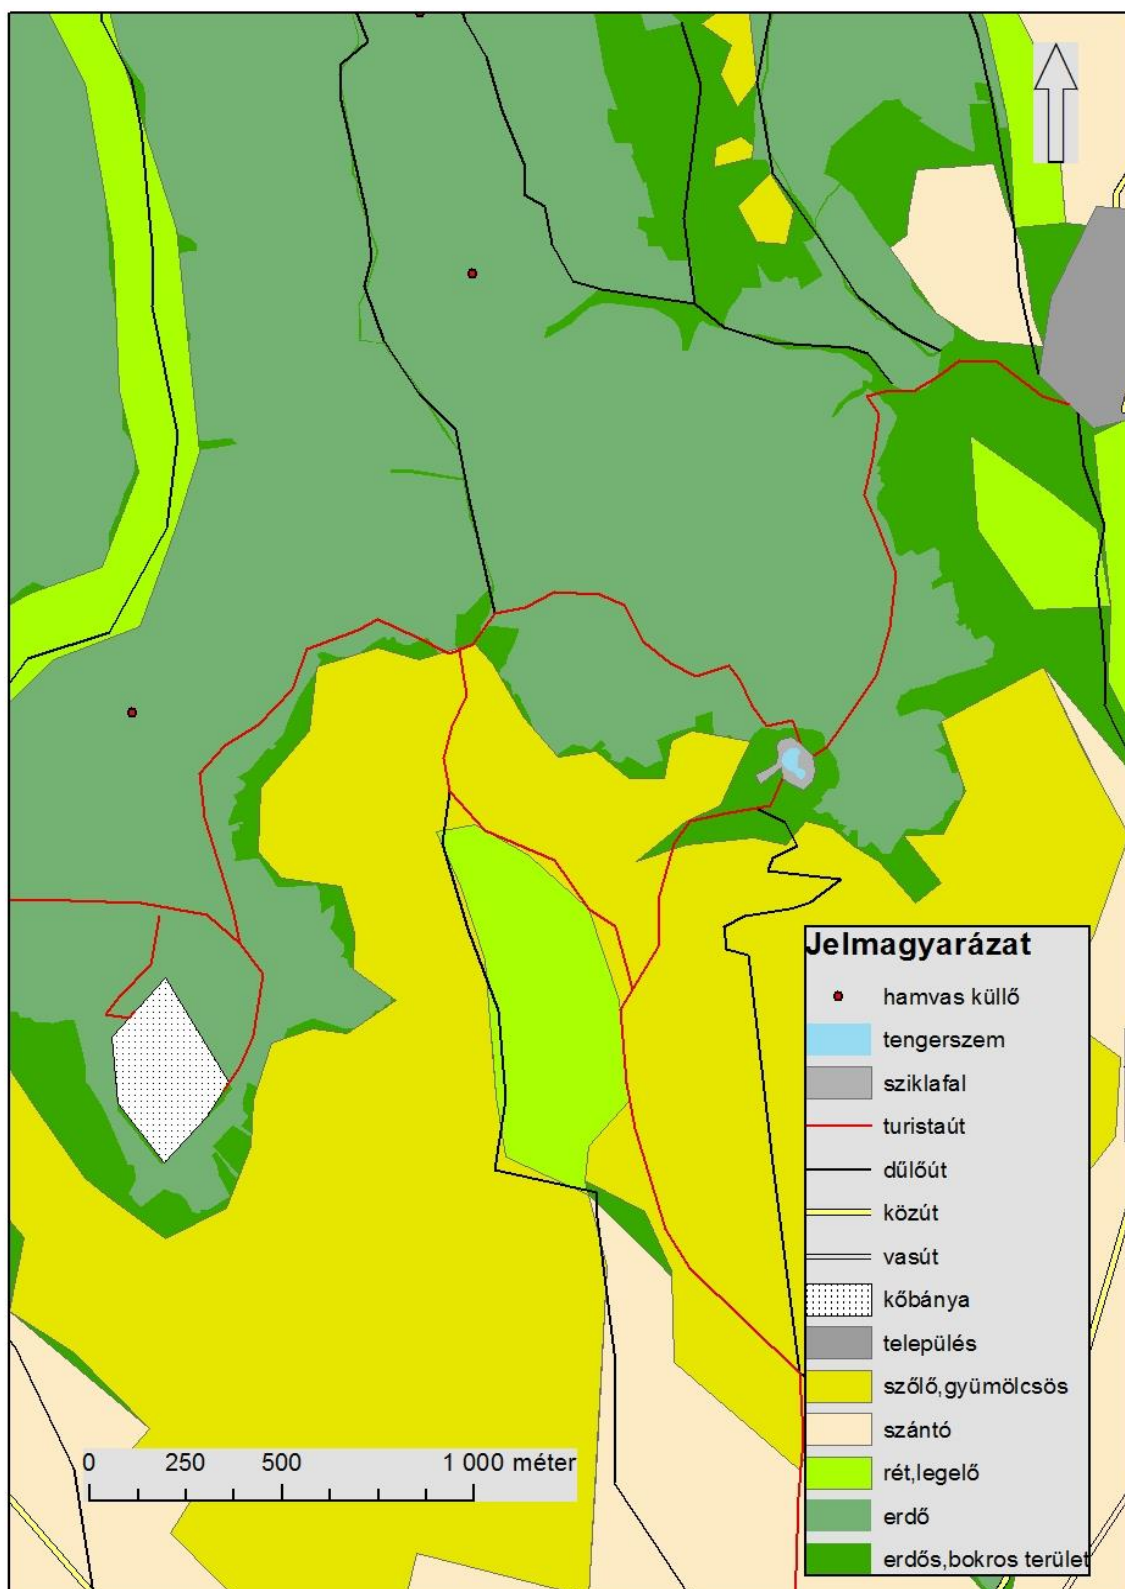 Jelmagyarázat
hamvas küllő
tengerszem
sziklafal
turistaút
dűlőút
közút
vasút
kőbánya
település
szőlő,gyümölcsös
szántó
rét,legelő
erdő
erdős,bokros terület
0 250 500 1 000 méter